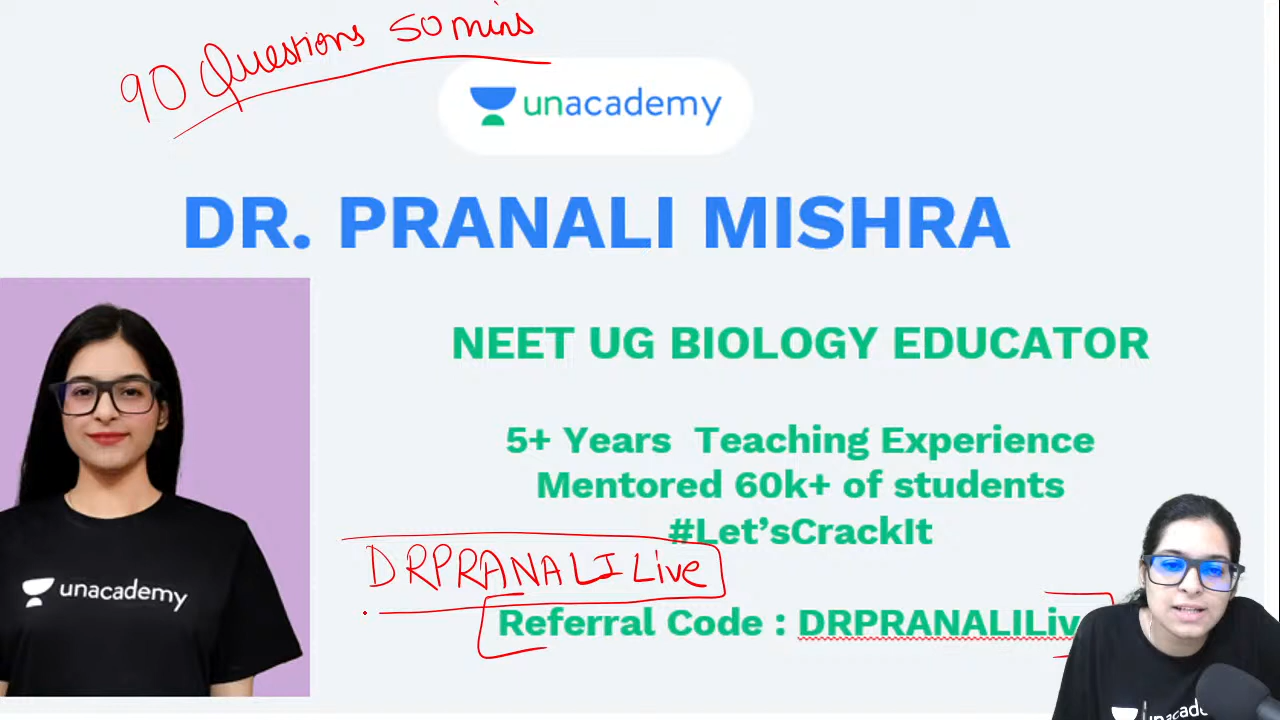 90 Questions 50 mins
unacademy
DR. PRANALI MISHRA
NEET UG BIOLOGY EDUCATOR
5+ Years Teaching Experience
Mentored 60k+ of students
#Let'sCrackIt
DRPRANALILive
Referral Code : DRPRANALILiv
unacademy
unacade